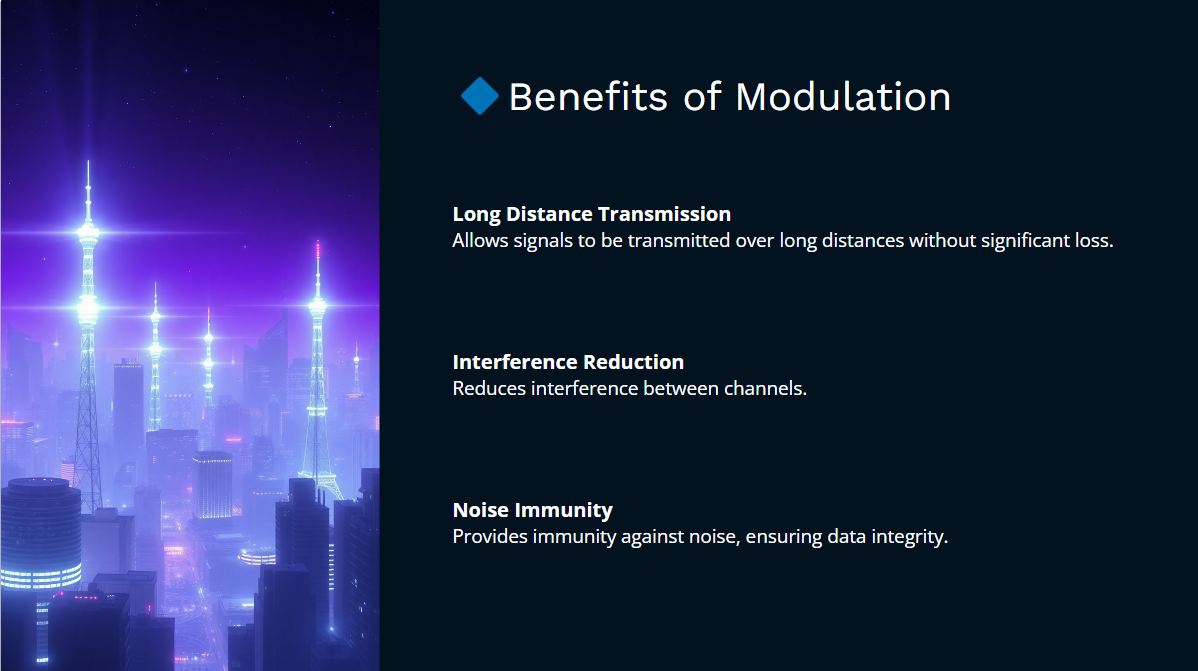 Benefits of Modulation
Long Distance Transmission
Allows signals to be transmitted over long distances without significant loss.
Interference Reduction
Reduces interference between channels.
Noise Immunity
Provides immunity against noise, ensuring data integrity.